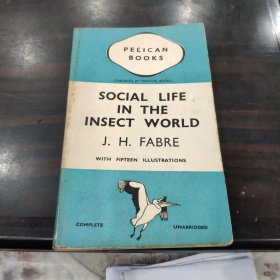 PELICAN
BOOKS
PUBLISHED BY PENGUIN BOOKS
SOCIAL LIFE
IN THE
INSECT WORLD
J. H. FABRE
WITH FIFTEEN ILLUSTRATIONS
COMPLETE UNABRIDGED